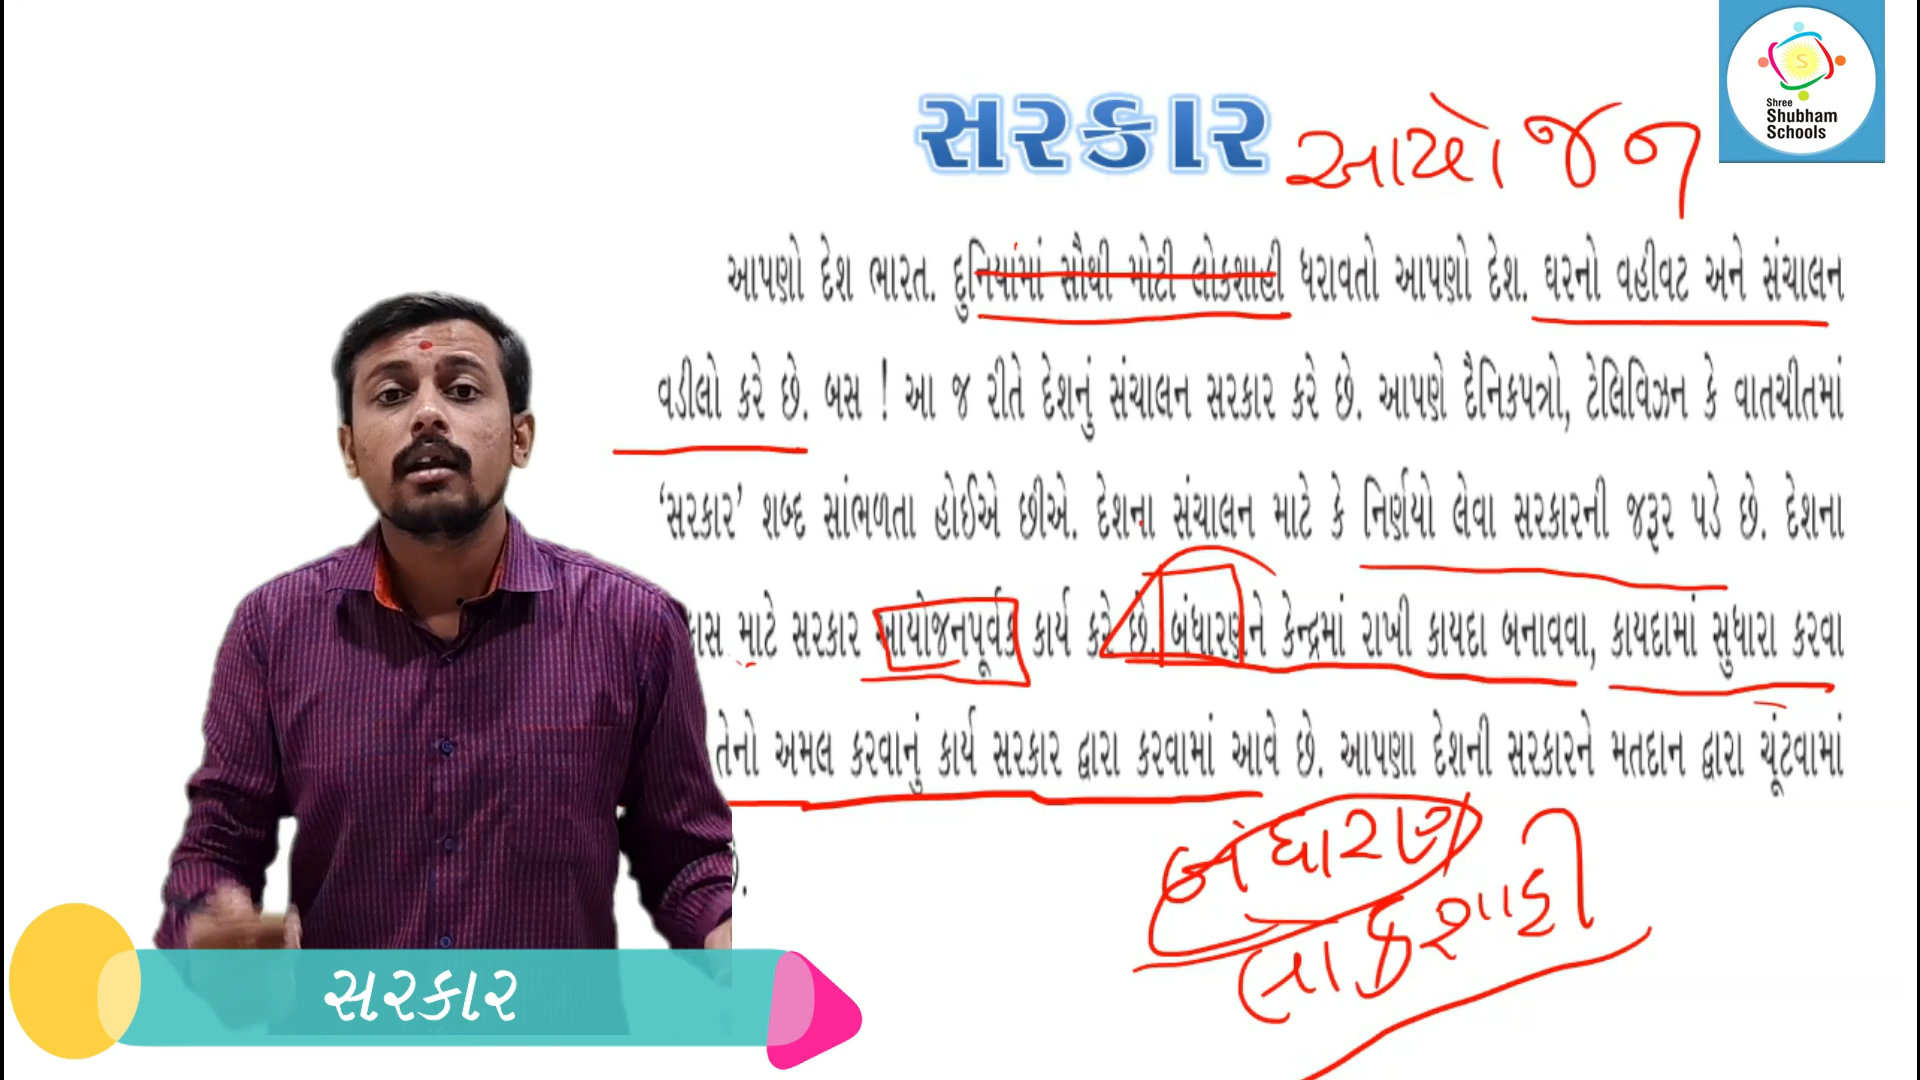 સરકાર
આયોજન
Shree
Shubham
Schools
આપણો દેશ ભારત. દુનિયામાં સૌથી મોટી લોકશાહી ધરાવતો આપણો દેશ. ઘરનો વહીવટ અને સંચાલન
વડીલો કરે છે. બસ ! આ જ રીતે દેશનું સંચાલન સરકાર કરે છે. આપણે દૈનિકપત્રો, ટેલિવિઝન કે વાતચીતમાં
‘સરકાર’ શબ્દ સાંભળતા હોઈએ છીએ. દેશના સંચાલન માટે કે નિર્ણયો લેવા સરકારની જરૂર પડે છે. દેશના
માટે સરકાર આયોજનપૂર્વક કાર્ય કરે છે. બંધારણને કેન્દ્રમાં રાખી કાયદા બનાવવા, કાયદામાં સુધારા કરવા
તેનો અમલ કરવાનું કાર્ય સરકાર દ્વારા કરવામાં આવે છે. આપણા દેશની સરકારને મતદાન દ્વારા ચૂંટવામાં
બંધારણ
લોકશાહી
સરકાર